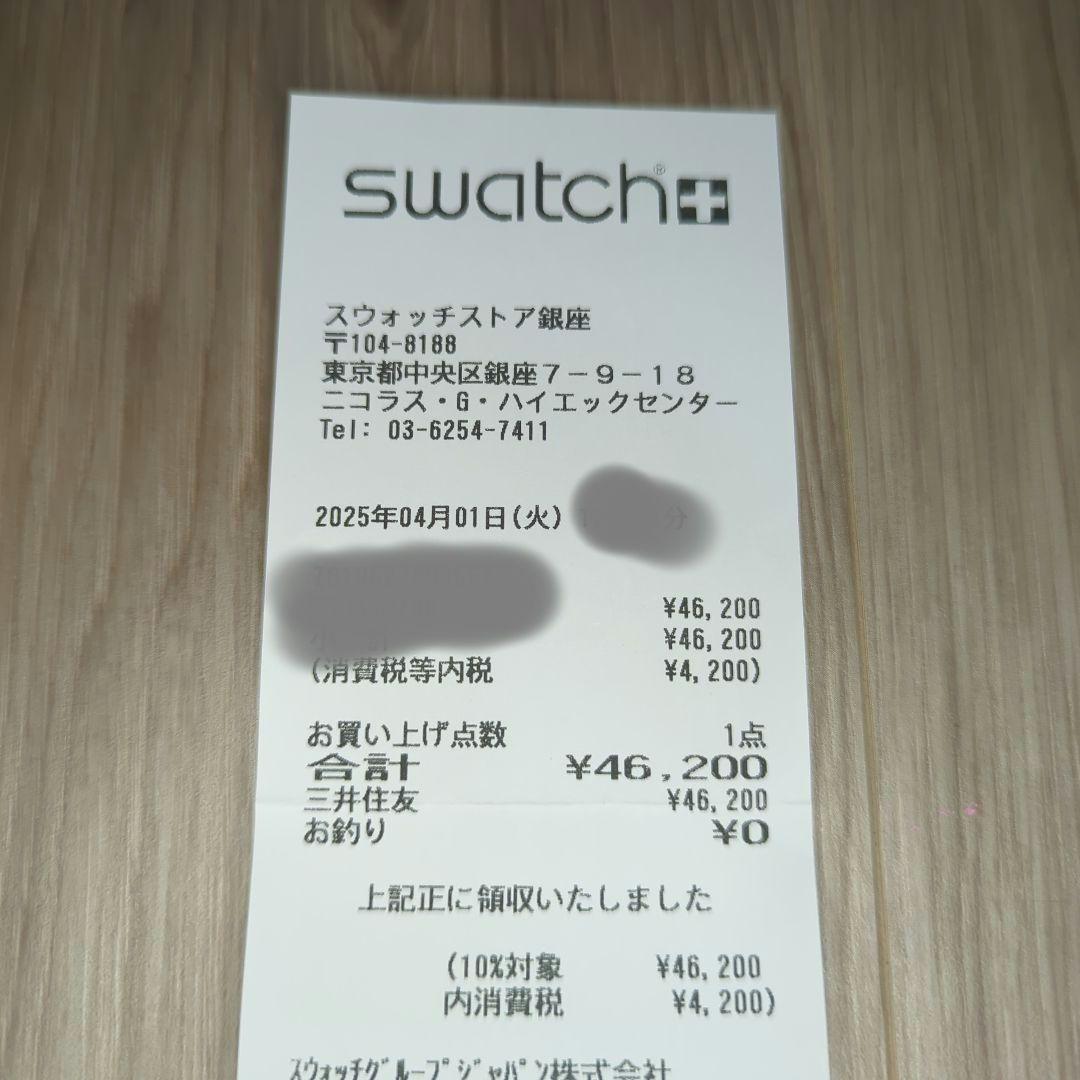 swatch®
スウォッチストア銀座
〒104-8188
東京都中央区銀座7-9-18
ニコラス・G・ハイエックセンター
Tel: 03-6254-7411
2025年04月01日(火) 分
¥46,200
¥46,200
(消費税等内税 ¥4,200)
お買い上げ点数 1点
合計 ¥46,200
三井住友 ¥46,200
お釣り ¥0
上記正に領収いたしました
(10%対象 ¥46,200
内消費税 ¥4,200)
スウォッチグループジャパン株式会社